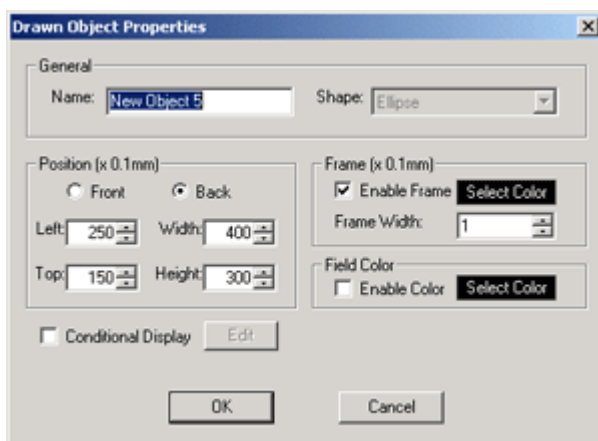 Drawn Object Properties
General
Name: New Object 5 Shape: Ellipse
Position (x 0.1mm)
Front Back
Left: 250 Width: 400
Top: 150 Height: 300
Frame (x 0.1mm)
Enable Frame Select Color
Frame Width: 1
Field Color
Enable Color Select Color
Conditional Display Edit
OK Cancel